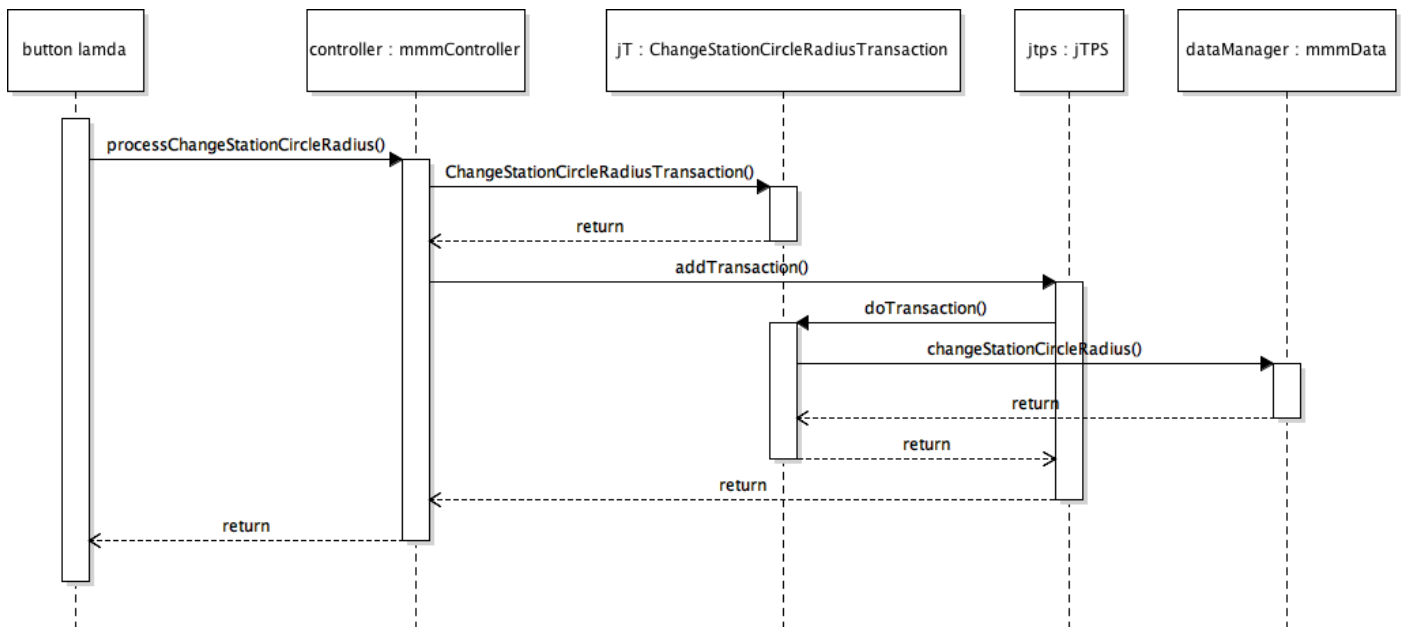 button lamda
controller : mmmController
jT : ChangeStationCircleRadiusTransaction
jtps : jTPS
dataManager : mmmData
processChangeStationCircleRadius()
ChangeStationCircleRadiusTransaction()
return
addTransaction()
doTransaction()
changeStationCircleRadius()
return
return
return
return